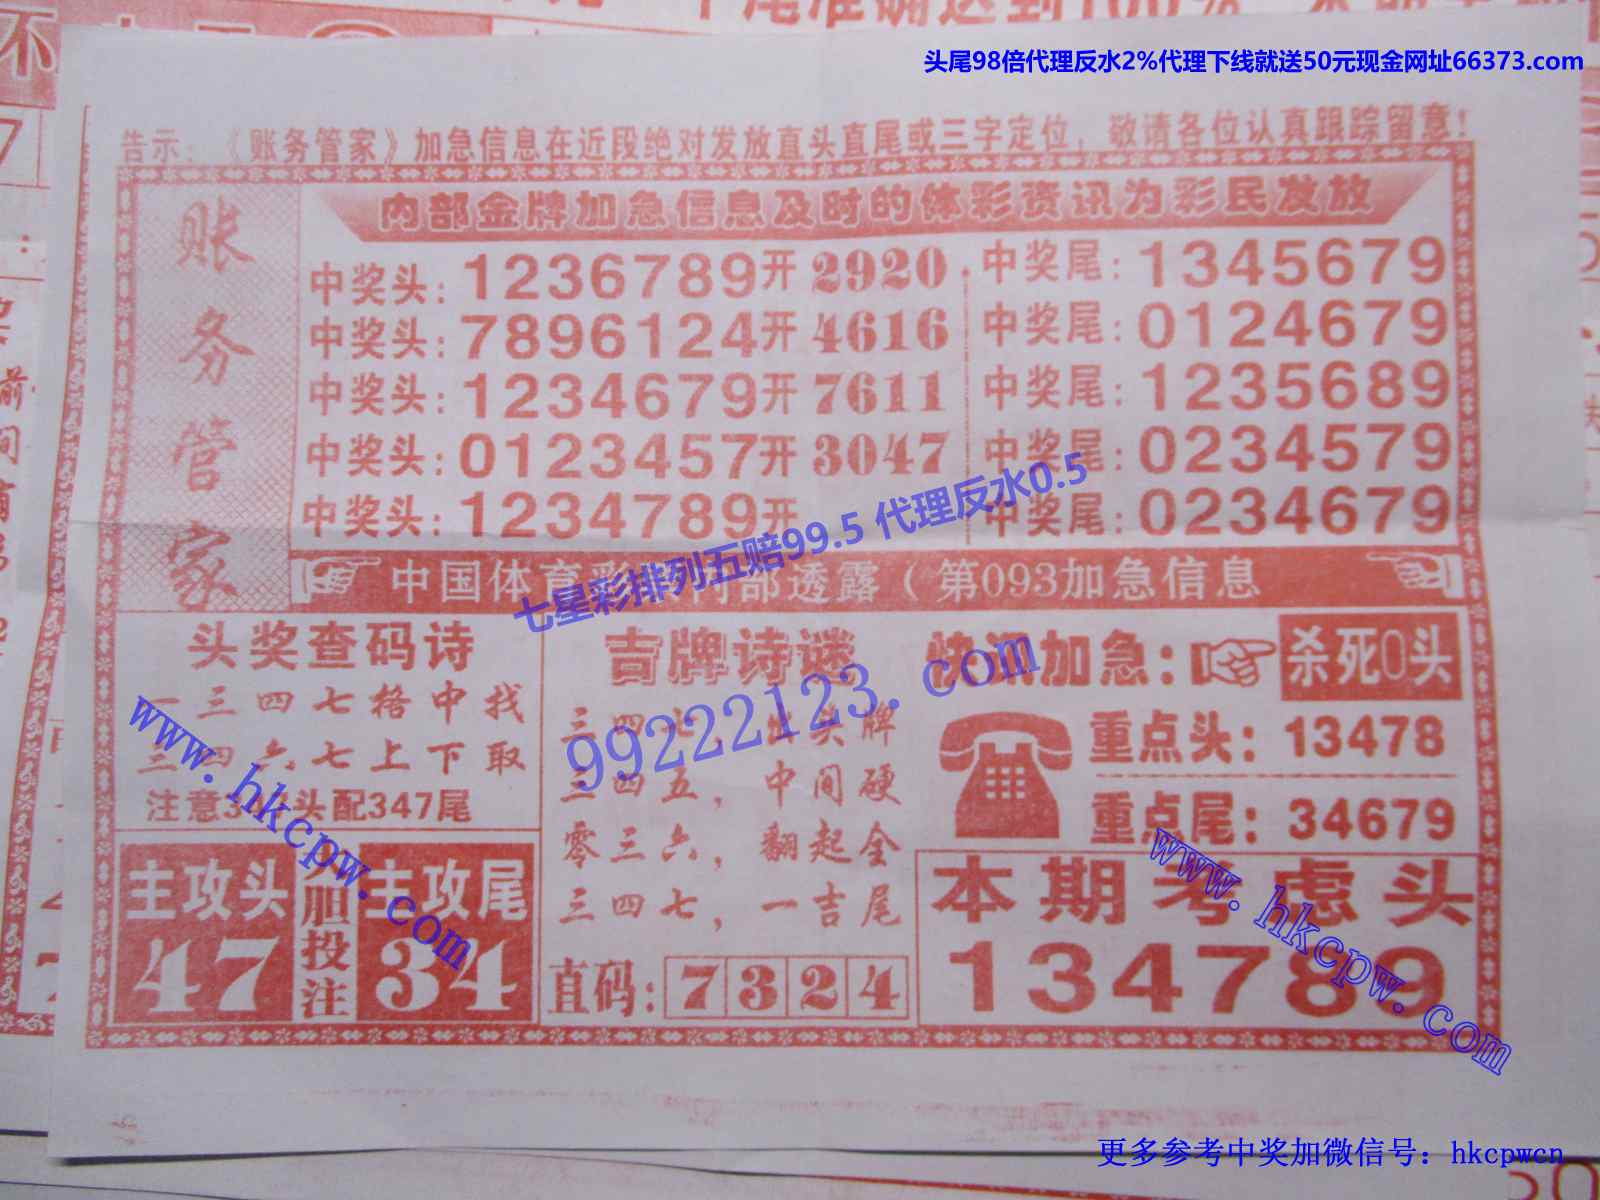 头尾98倍代理反水2%代理下线就送50元现金网址66373.com
告示:《账务管家》加急信息在近段绝对发放直头直尾或三字定位,敬请各位认真跟踪留意!
账务管家
内部金牌加急信息及时的体彩资讯为彩民发放
中奖头:1236789开2920 中奖尾:1345679
中奖头:7896124开4616 中奖尾:0124679
中奖头:1234679开7611 中奖尾:1235689
中奖头:0123457开3047 中奖尾:0234579
中奖头:1234789开 中奖尾:0234679
七星彩排列五赔99.5 代理反水0.5
中国体育彩 内部透露(第093加急信息
头奖查码诗
一三四七格中找
三四六七上下取
注意3 头配347尾
主攻头
47
胆投注
主攻尾
34
吉牌诗谜
三四七,出奖牌
三四五,中间硬
零三六,翻起全
三四七,一吉尾
直码:7324
快讯加急:
杀死0头
重点头:13478
重点尾:34679
本期考虑头
134789
99222123.com
www.hkcpw.com
www.hkcpw.com
更多参考中奖加微信号:hkcpwcn